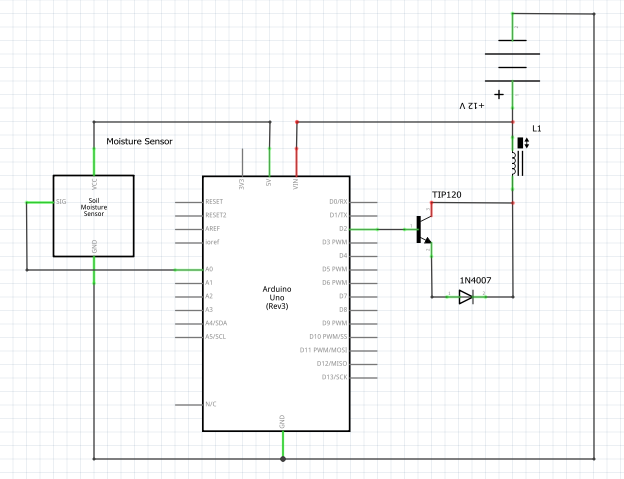 +12 V
L1
Moisture Sensor
VCC
SIG
Soil
Moisture
Sensor
GND
3V3
5V
VIN
RESET
RESET2
AREF
ioref
A0
A1
A2
A3
A4/SDA
A5/SCL
N/C
Arduino
Uno
(Rev3)
D0/RX
D1/TX
D2
D3 PWM
D4
D5 PWM
D6 PWM
D7
D8
D9 PWM
D10 PWM/SS
D11 PWM/MOSI
D12/MISO
D13/SCK
GND
TIP120
1N4007